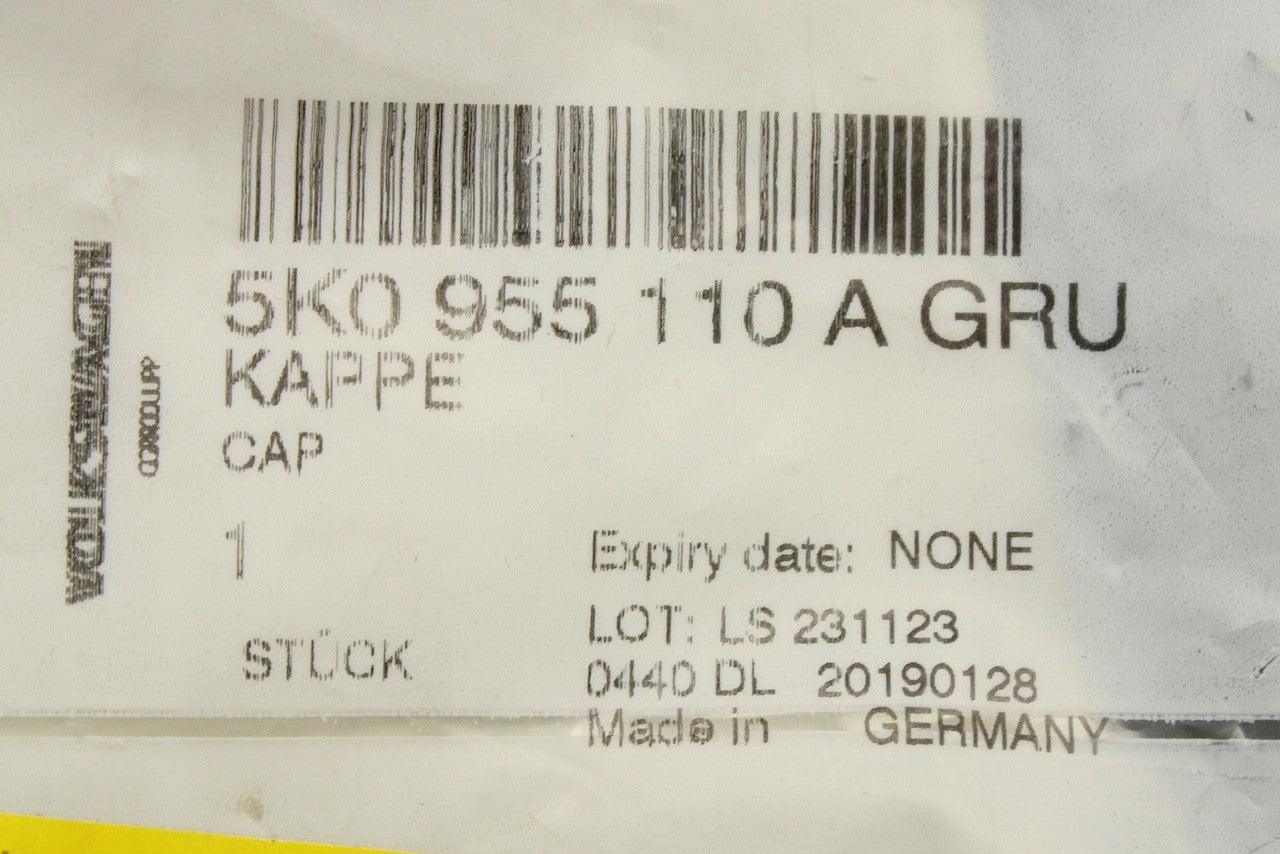 5K0 955 110 A GRU
KAPPE
CAP
1
STÜCK
Expiry date: NONE
LOT: LS 231123
0440 DL 20190128
Made in GERMANY
VOLKSWAGEN